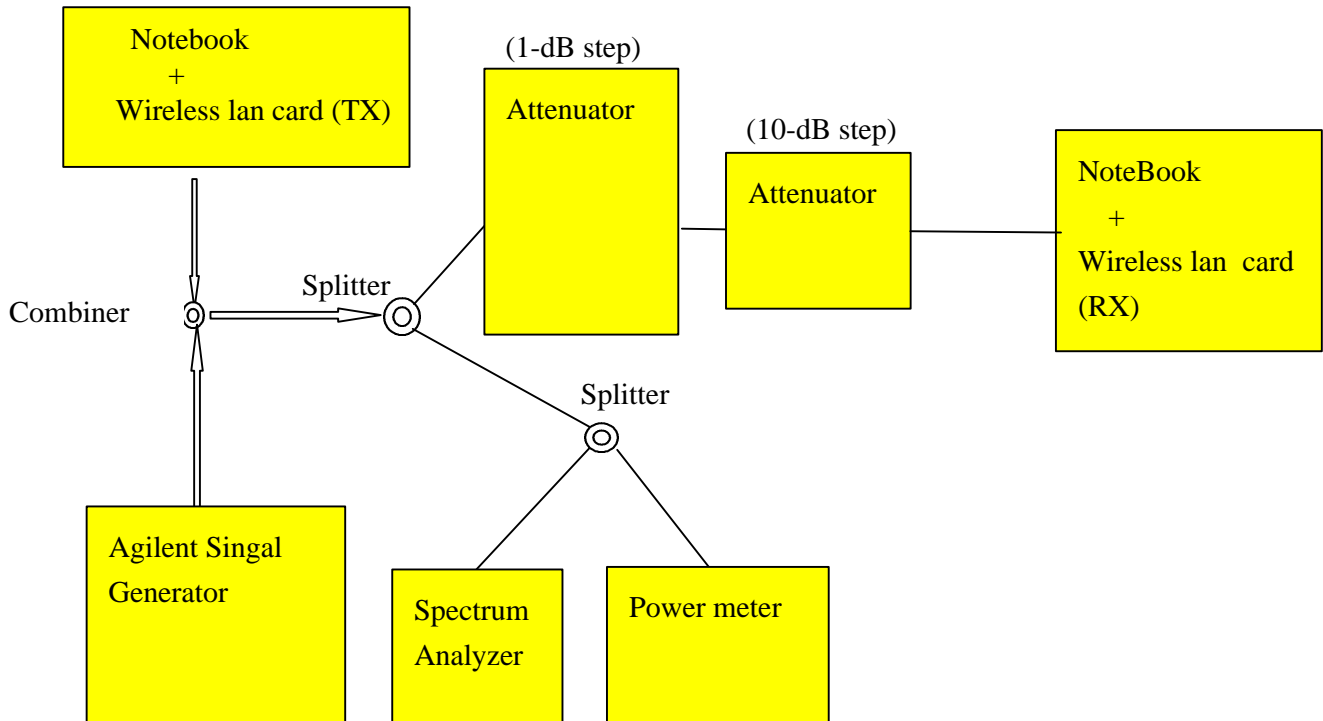 Notebook
+
Wireless lan card (TX)
(1-dB step)
Attenuator
(10-dB step)
Attenuator
NoteBook
+
Wireless lan card
(RX)
Combiner
Splitter
Splitter
Agilent Singal
Generator
Spectrum
Analyzer
Power meter